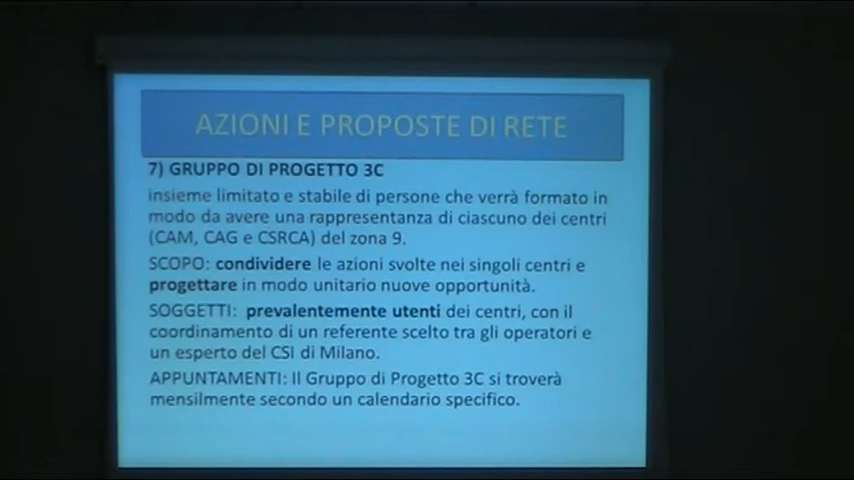 AZIONI E PROPOSTE DI RETE
7) GRUPPO DI PROGETTO 3C
insieme limitato e stabile di persone che verrà formato in
modo da avere una rappresentanza di ciascuno dei centri
(CAM, CAG e CSRCA) del zona 9.
SCOPO: condividere le azioni svolte nei singoli centri e
progettare in modo unitario nuove opportunità.
SOGGETTI: prevalentemente utenti dei centri, con il
coordinamento di un referente scelto tra gli operatori e
un esperto del CSI di Milano.
APPUNTAMENTI: Il Gruppo di Progetto 3C si troverà
mensilmente secondo un calendario specifico.